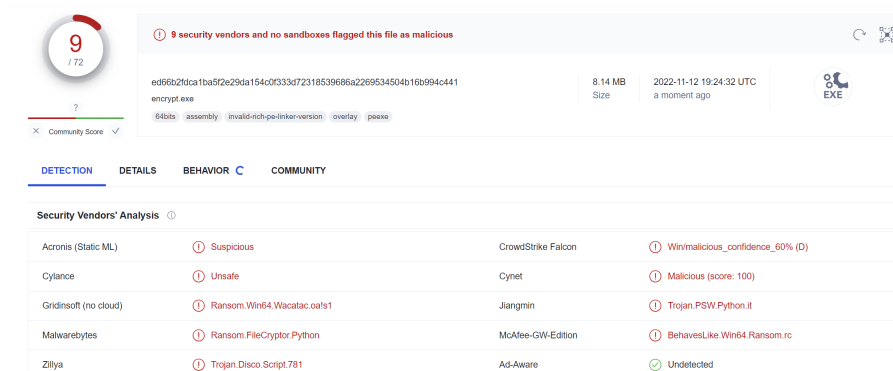 9
/ 72
?
Community Score
9 security vendors and no sandboxes flagged this file as malicious
ed66b2fdca1ba5f2e29da154c0f333d72318539686a2269534504b16b994c441
encrypt.exe
64bits assembly invalid-rich-pe-linker-version overlay peexe
8.14 MB
Size
2022-11-12 19:24:32 UTC
a moment ago
EXE
DETECTION DETAILS BEHAVIOR COMMUNITY
Security Vendors' Analysis
Acronis (Static ML) Suspicious CrowdStrike Falcon Win/malicious_confidence_60% (D)
Cylance Unsafe Cynet Malicious (score: 100)
Gridinsoft (no cloud) Ransom.Win64.Wacatac.oa!s1 Jiangmin Trojan.PSW.Python.it
Malwarebytes Ransom.FileCryptor.Python McAfee-GW-Edition BehavesLike.Win64.Ransom.rc
Zillya Trojan.Disco.Script.781 Ad-Aware Undetected